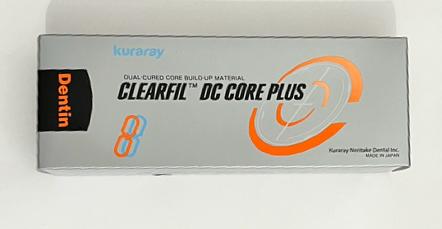 kuraray
DUAL-CURED CORE BUILD-UP MATERIAL
CLEARFIL™ DC CORE PLUS
Dentin
8
Kuraray Noritake Dental Inc.
MADE IN JAPAN